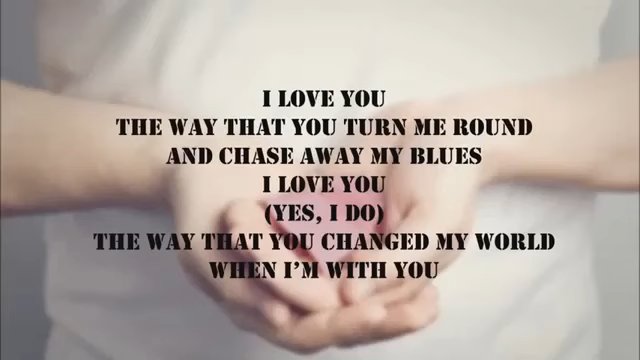 I LOVE YOU
THE WAY THAT YOU TURN ME ROUND
AND CHASE AWAY MY BLUES
I LOVE YOU
(YES, I DO)
THE WAY THAT YOU CHANGED MY WORLD
WHEN I'M WITH YOU